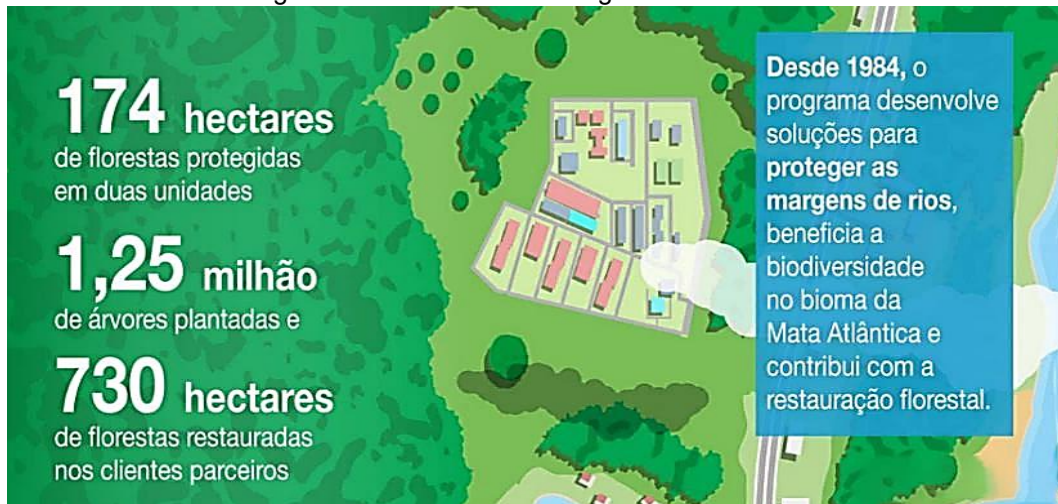 174 hectares
de florestas protegidas
em duas unidades
1,25 milhão
de árvores plantadas e
730 hectares
de florestas restauradas
nos clientes parceiros
Desde 1984, o
programa desenvolve
soluções para
proteger as
margens de rios,
beneficia a
biodiversidade
no bioma da
Mata Atlântica e
contribui com a
restauração florestal.